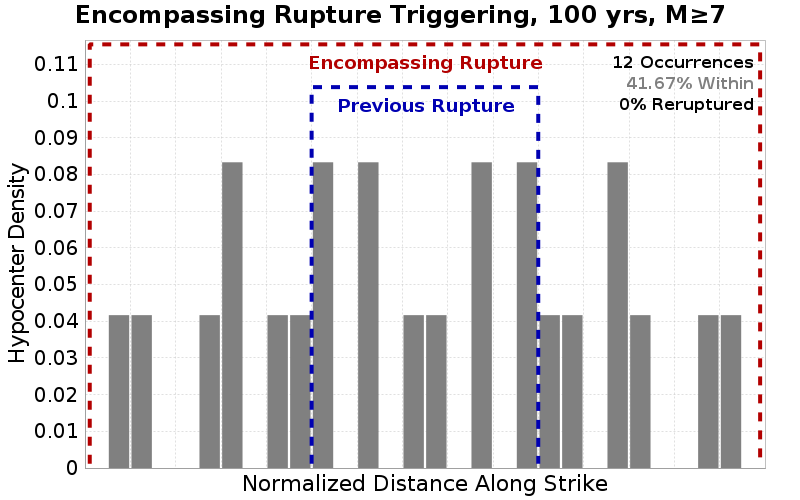 Encompassing Rupture Triggering, 100 yrs, M≥7
Encompassing Rupture
12 Occurrences
41.67% Within
0% Reruptured
Previous Rupture
Hypocenter Density
0.11
0.1
0.09
0.08
0.07
0.06
0.05
0.04
0.03
0.02
0.01
0
Normalized Distance Along Strike